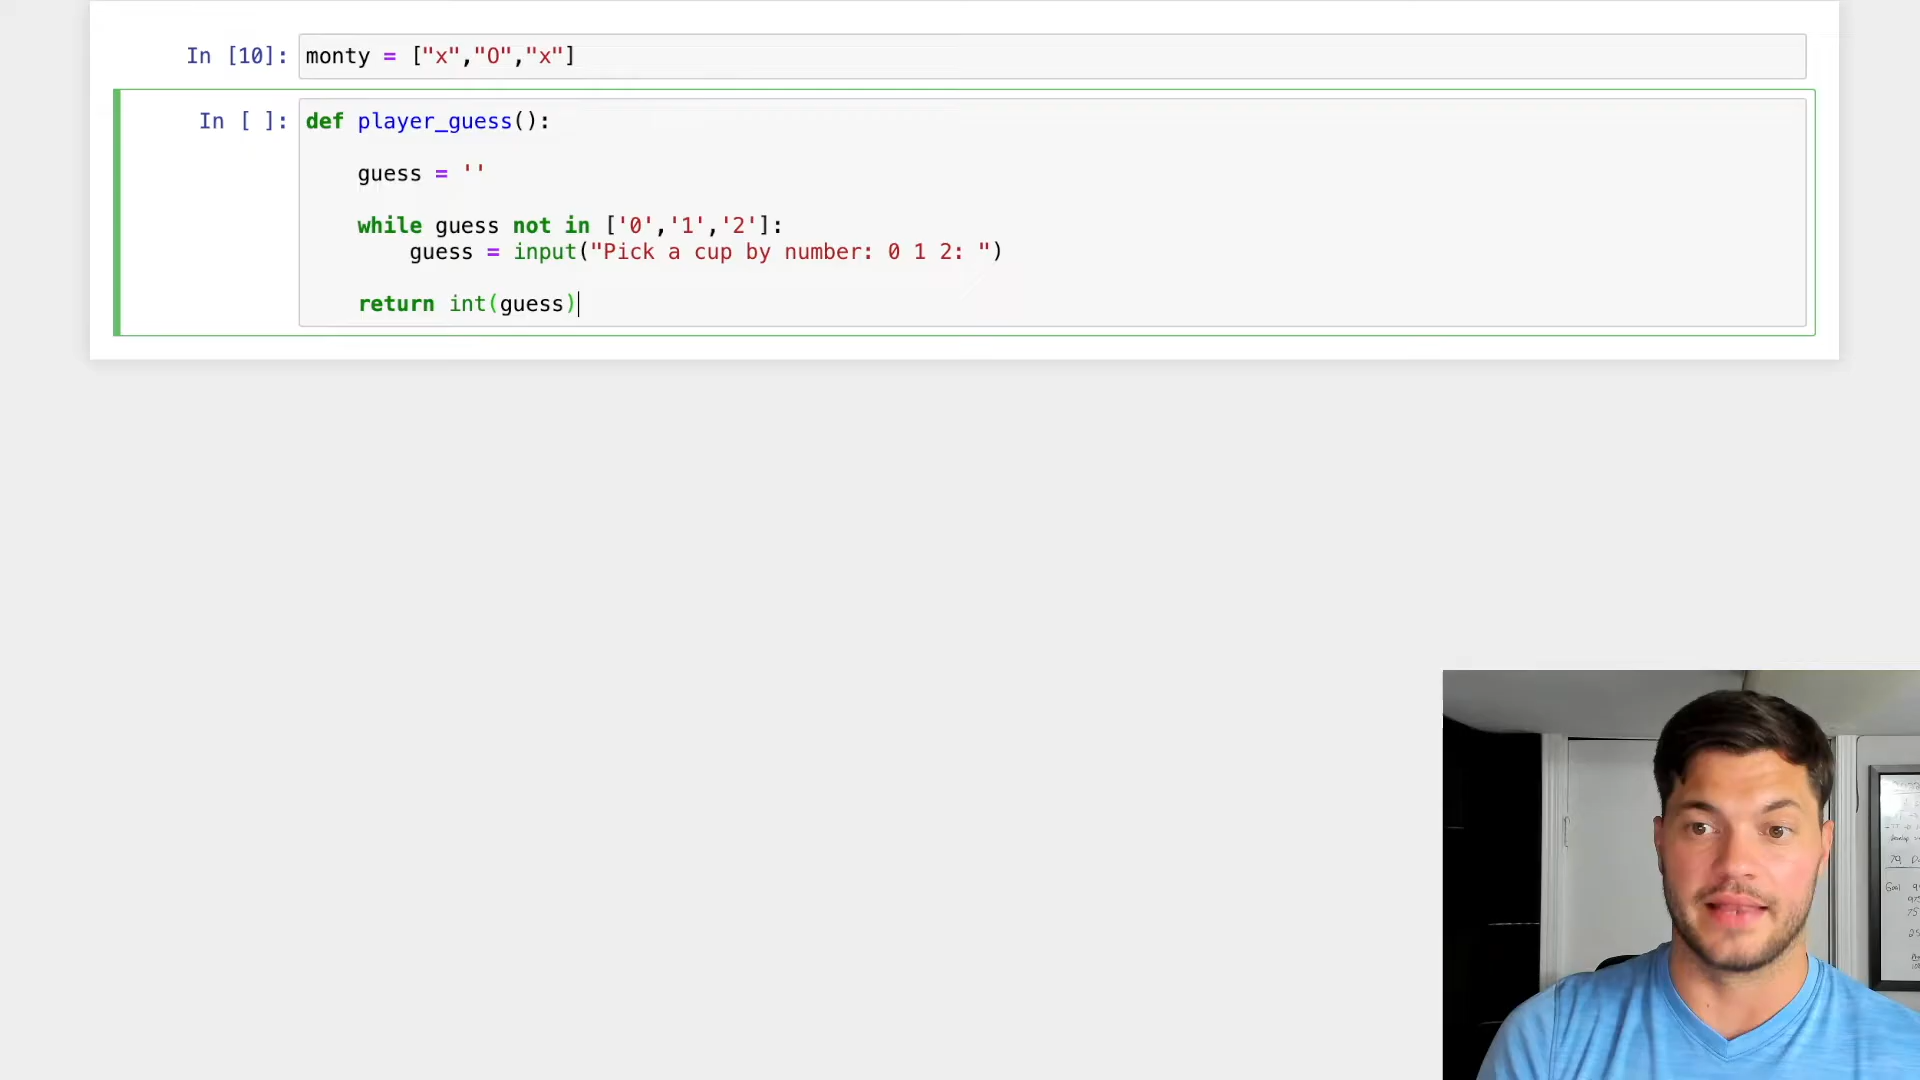 In [10]: monty = ["x","O","x"]
In [ ]: def player_guess():
guess = ''
while guess not in ['0','1','2']:
guess = input("Pick a cup by number: 0 1 2: ")
return int(guess)